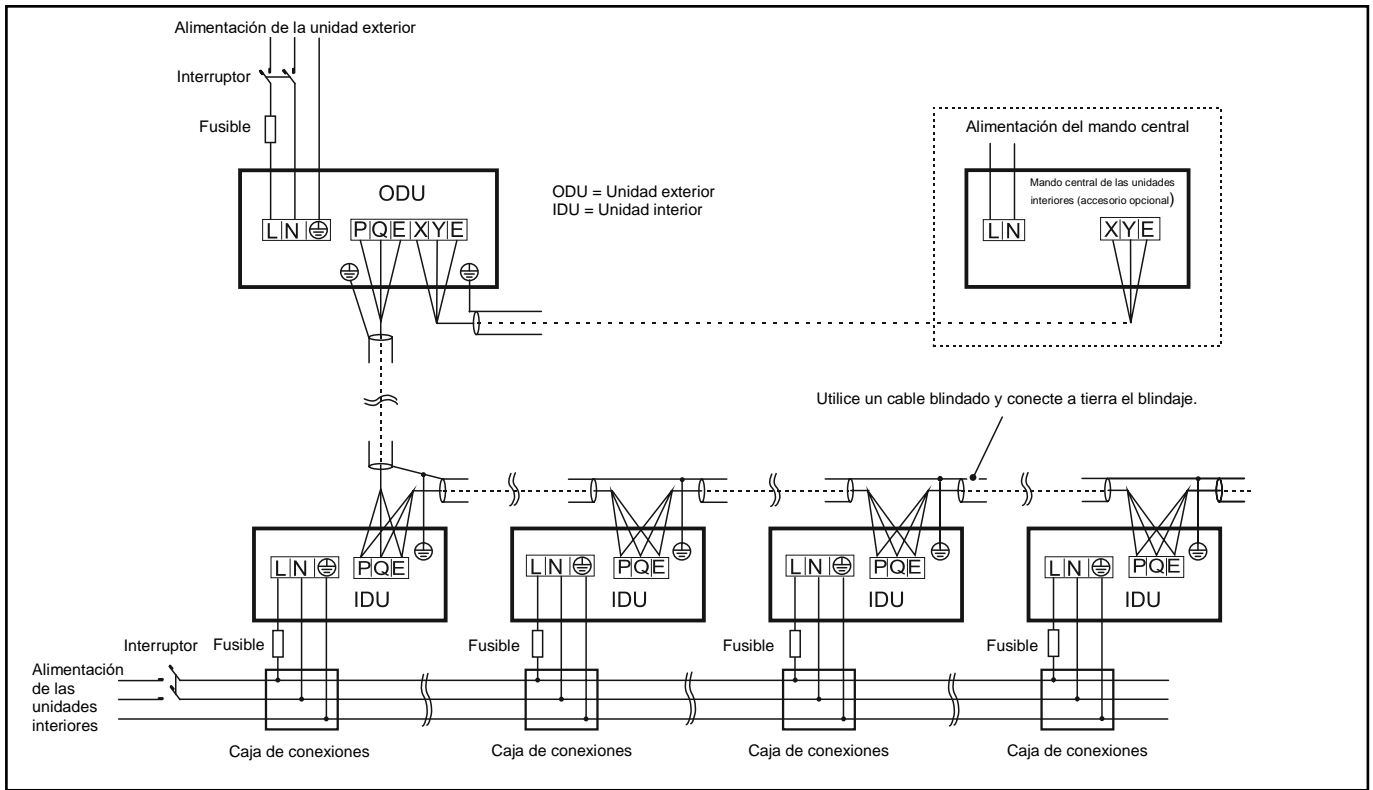 Alimentación de la unidad exterior
Interruptor
Fusible
ODU
L N
P Q E X Y E
ODU = Unidad exterior
IDU = Unidad interior
Alimentación del mando central
Mando central de las unidades
interiores (accesorio opcional)
L N
X Y E
Utilice un cable blindado y conecte a tierra el blindaje.
L N
P Q E
IDU
L N
P Q E
IDU
L N
P Q E
IDU
L N
P Q E
IDU
Interruptor
Fusible
Fusible
Fusible
Fusible
Alimentación
de las
unidades
interiores
Caja de conexiones
Caja de conexiones
Caja de conexiones
Caja de conexiones